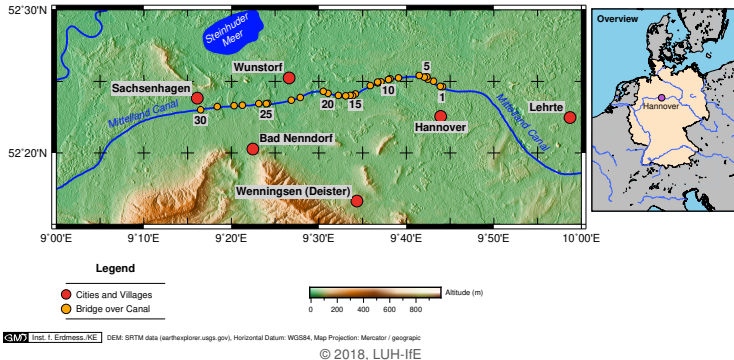 52°30'N
52°20'N
Steinhuder
Meer
Wunstorf
Sachsenhagen
Mittelland Canal
30
25
20
15
10
5
1
Mittelland Canal
Lehrte
Hannover
Bad Nenndorf
Wenningsen (Deister)
9°00'E
9°10'E
9°20'E
9°30'E
9°40'E
9°50'E
10°00'E
Overview
Hannover
Legend
Cities and Villages
Bridge over Canal
0 200 400 600 800
Altitude (m)
GMD Inst. f. Erdmess./KE DEM: SRTM data (earthexplorer.usgs.gov), Horizontal Datum: WGS84, Map Projection: Mercator / geograpic
© 2018, LUH-IfE